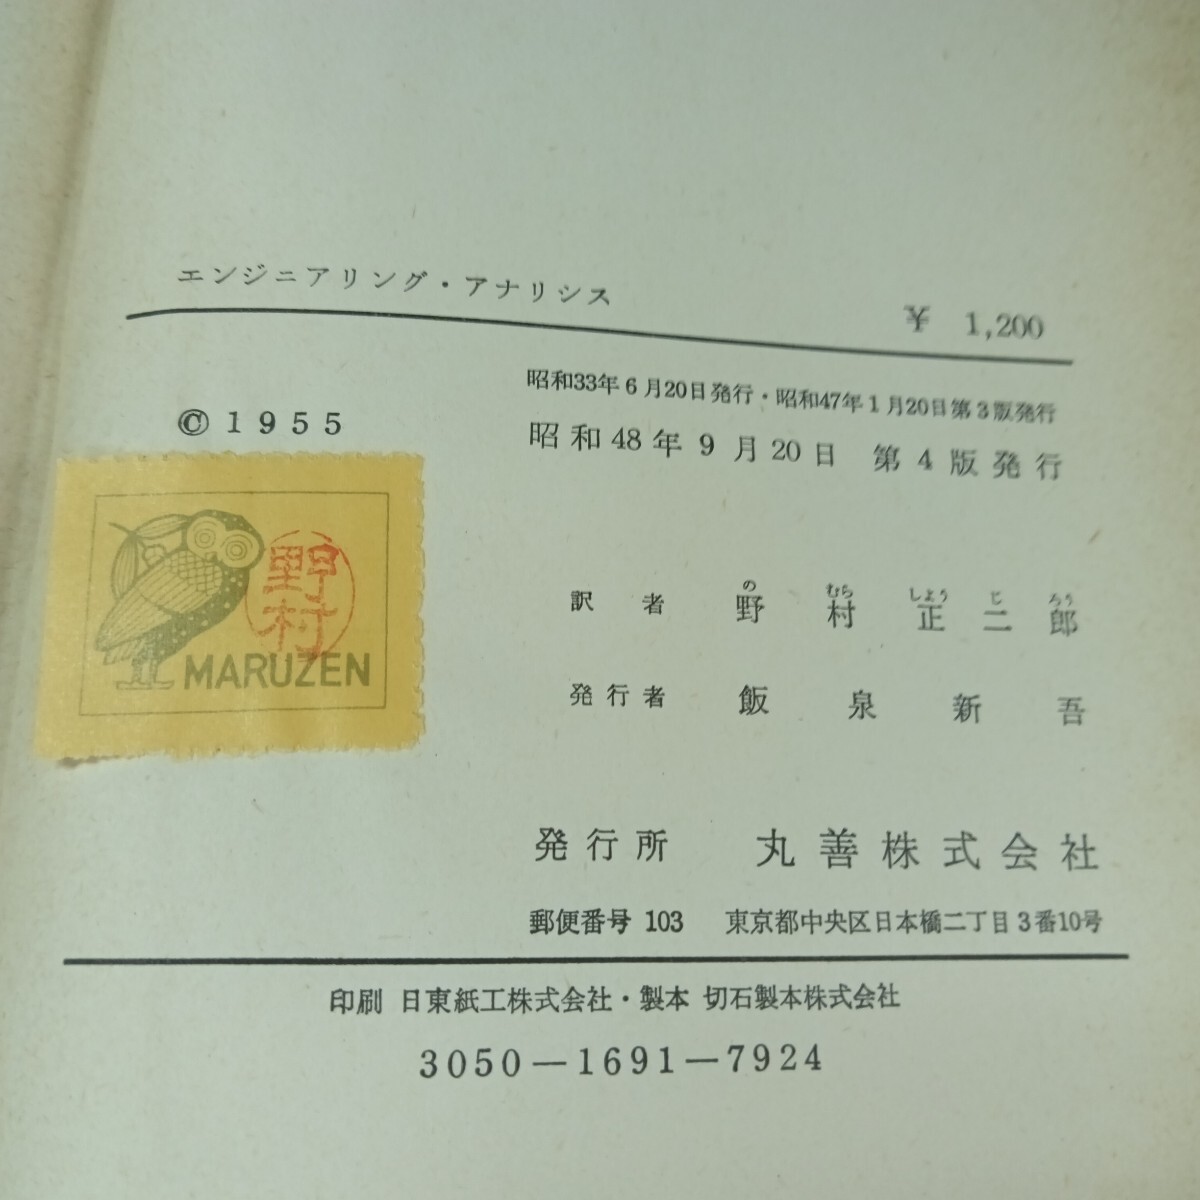 エンジニアリング・アナリシス
¥ 1,200
昭和33年6月20日発行・昭和47年1月20日第3版発行
© 1955
昭和48年9月20日 第4版発行
野村
MARUZEN
の むら しよう じ ろう
訳者 野村正二郎
発行者 飯泉新吾
発行所 丸善株式会社
郵便番号 103 東京都中央区日本橋二丁目3番10号
印刷 日東紙工株式会社・製本 切石製本株式会社
3050—1691—7924